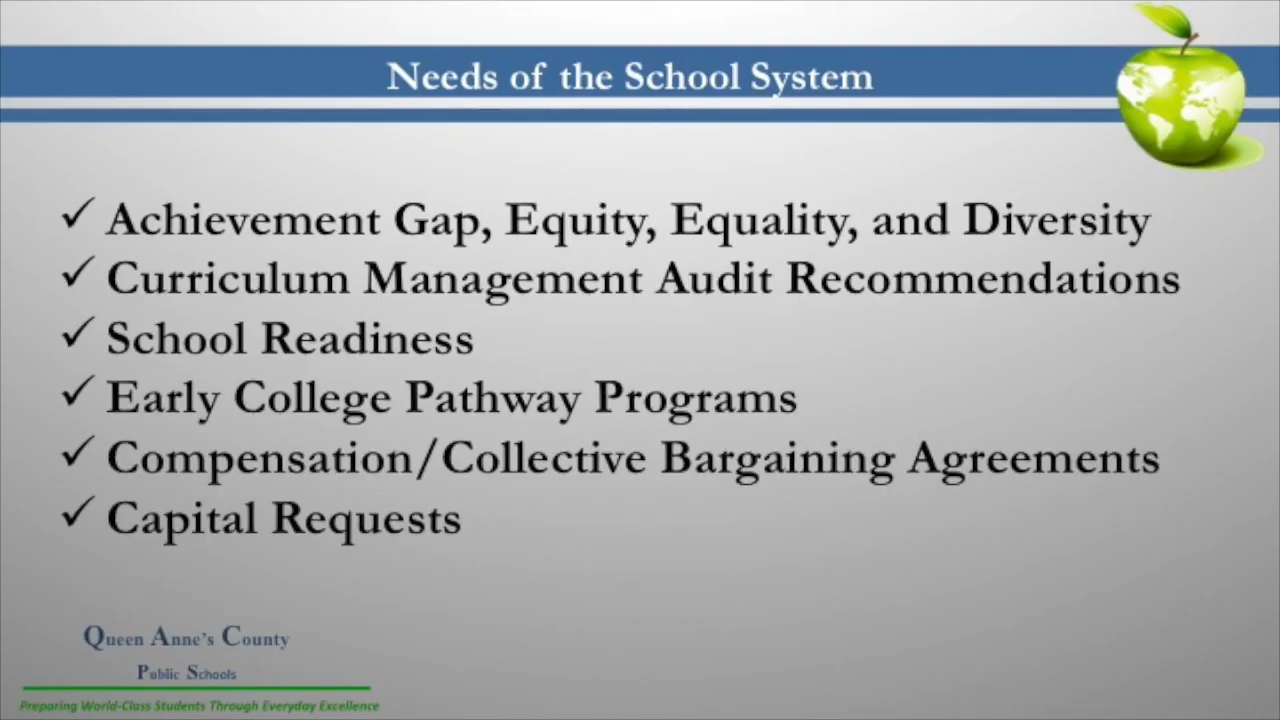 Needs of the School System
✓ Achievement Gap, Equity, Equality, and Diversity
✓ Curriculum Management Audit Recommendations
✓ School Readiness
✓ Early College Pathway Programs
✓ Compensation/Collective Bargaining Agreements
✓ Capital Requests
Queen Anne's County
Public Schools
Preparing World-Class Students Through Everyday Excellence